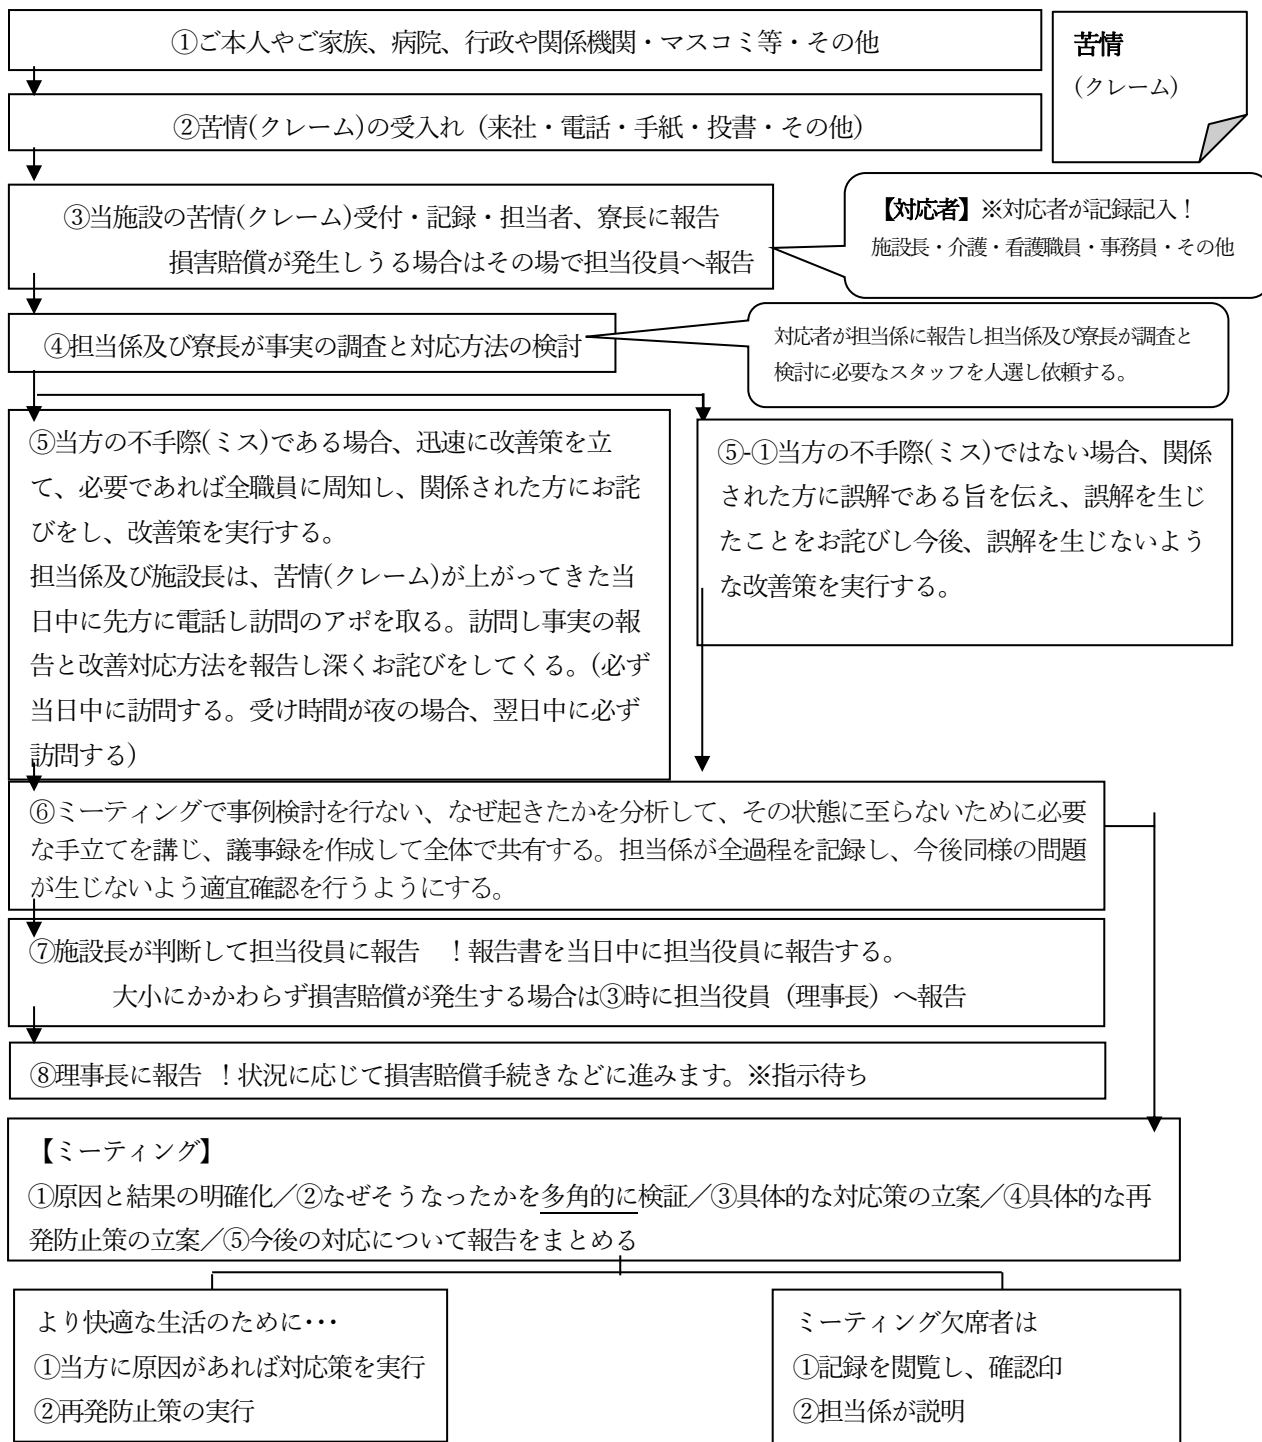 ①ご本人やご家族、病院、行政や関係機関・マスコミ等・その他
苦情
(クレーム)
②苦情(クレーム)の受入れ（来社・電話・手紙・投書・その他）
③当施設の苦情(クレーム)受付・記録・担当者、寮長に報告
損害賠償が発生しうる場合はその場で担当役員へ報告
【対応者】※対応者が記録記入！
施設長・介護・看護職員・事務員・その他
④担当係及び寮長が事実の調査と対応方法の検討
対応者が担当係に報告し担当係及び寮長が調査と
検討に必要なスタッフを人選し依頼する。
⑤当方の不手際(ミス)である場合、迅速に改善策を立
て、必要であれば全職員に周知し、関係された方にお詫
びをし、改善策を実行する。
担当係及び施設長は、苦情(クレーム)が上がってきた当
日中に先方に電話し訪問のアポを取る。訪問し事実の報
告と改善対応方法を報告し深くお詫びをしてくる。(必ず
当日中に訪問する。受け時間が夜の場合、翌日中に必ず
訪問する)
⑤-①当方の不手際(ミス)ではない場合、関係
された方に誤解である旨を伝え、誤解を生じ
たことをお詫びし今後、誤解を生じないよう
な改善策を実行する。
⑥ミーティングで事例検討を行ない、なぜ起きたかを分析して、その状態に至らないために必要
な手立てを講じ、議事録を作成して全体で共有する。担当係が全過程を記録し、今後同様の問題
が生じないよう適宜確認を行うようにする。
⑦施設長が判断して担当役員に報告　！報告書を当日中に担当役員に報告する。
大小にかかわらず損害賠償が発生する場合は③時に担当役員（理事長）へ報告
⑧理事長に報告　！状況に応じて損害賠償手続きなどに進みます。※指示待ち
【ミーティング】
①原因と結果の明確化／②なぜそうなったかを多角的に検証／③具体的な対応策の立案／④具体的な再
発防止策の立案／⑤今後の対応について報告をまとめる
より快適な生活のために･･･
①当方に原因があれば対応策を実行
②再発防止策の実行
ミーティング欠席者は
①記録を閲覧し、確認印
②担当係が説明